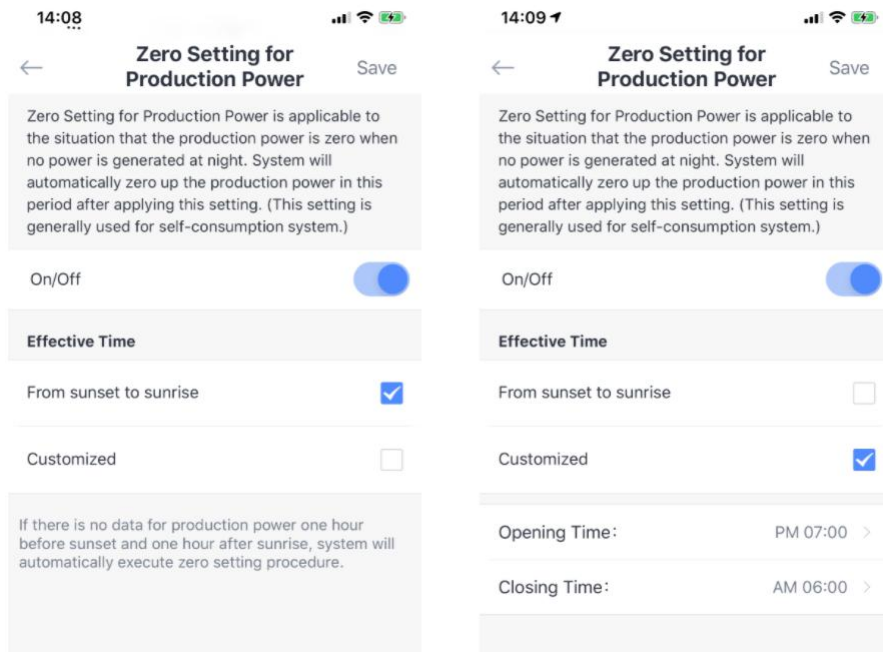 14:08
Zero Setting for
Production Power
Save
Zero Setting for Production Power is applicable to
the situation that the production power is zero when
no power is generated at night. System will
automatically zero up the production power in this
period after applying this setting. (This setting is
generally used for self-consumption system.)
On/Off
Effective Time
From sunset to sunrise
Customized
If there is no data for production power one hour
before sunset and one hour after sunrise, system will
automatically execute zero setting procedure.
14:09
Zero Setting for
Production Power
Save
Zero Setting for Production Power is applicable to
the situation that the production power is zero when
no power is generated at night. System will
automatically zero up the production power in this
period after applying this setting. (This setting is
generally used for self-consumption system.)
On/Off
Effective Time
From sunset to sunrise
Customized
Opening Time: PM 07:00
Closing Time: AM 06:00